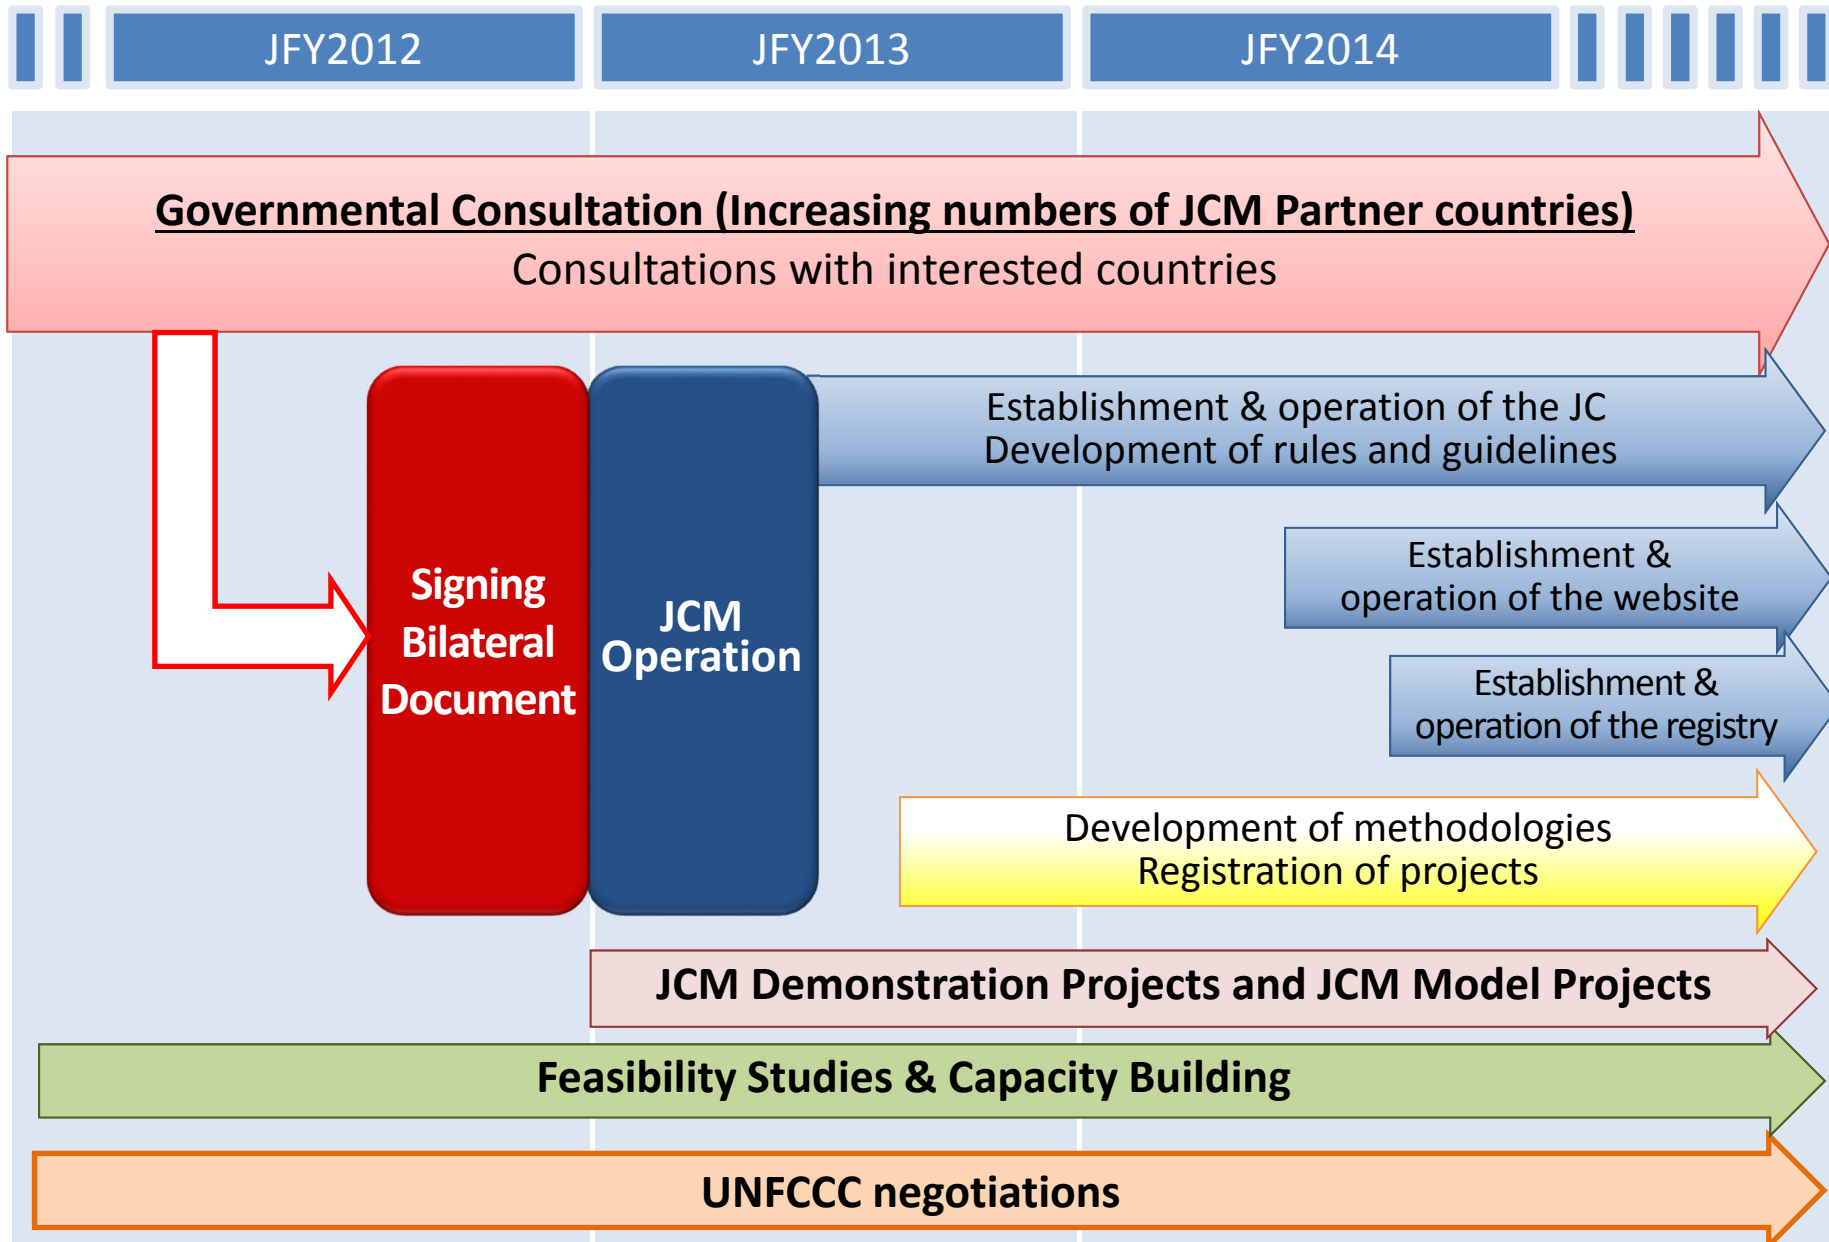 JFY2012
JFY2013
JFY2014
Governmental Consultation (Increasing numbers of JCM Partner countries)
Consultations with interested countries
Signing
Bilateral
Document
JCM
Operation
Establishment & operation of the JC
Development of rules and guidelines
Establishment &
operation of the website
Establishment &
operation of the registry
Development of methodologies
Registration of projects
JCM Demonstration Projects and JCM Model Projects
Feasibility Studies & Capacity Building
UNFCCC negotiations